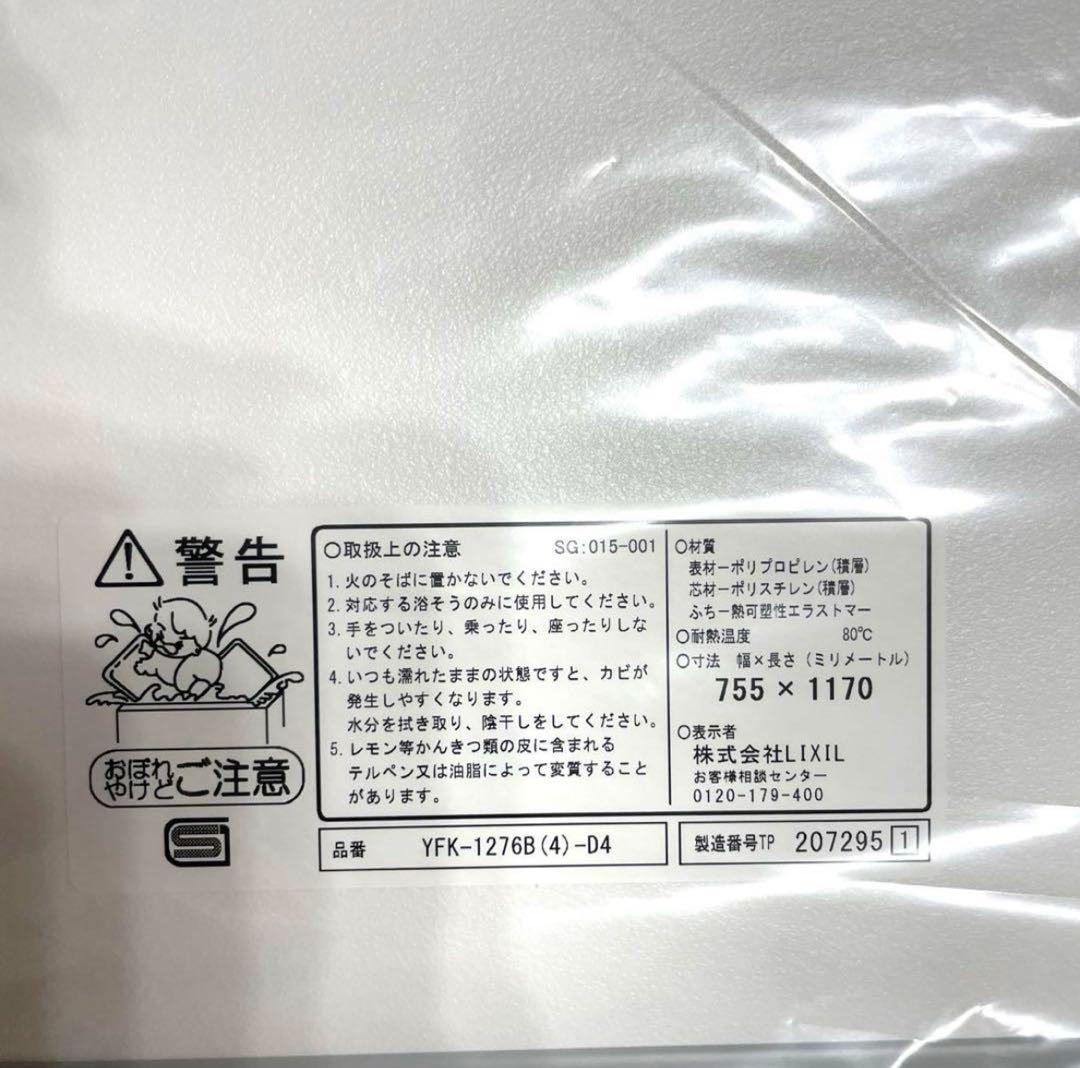 警告
おぼれ
やけど
ご注意
○取扱上の注意 SG:015-001
1. 火のそばに置かないでください。
2. 対応する浴そうのみに使用してください。
3. 手をついたり、乗ったり、座ったりしな
いでください。
4. いつも濡れたままの状態ですと、カビが
発生しやすくなります。
水分を拭き取り、陰干しをしてください。
5. レモン等かんきつ類の皮に含まれる
テルペン又は油脂によって変質すること
があります。
○材質
表材ーポリプロピレン(積層)
芯材ーポリスチレン(積層)
ふちー熱可塑性エラストマー
○耐熱温度 80℃
○寸法 幅×長さ (ミリメートル)
755 × 1170
○表示者
株式会社LIXIL
お客様相談センター
0120-179-400
品番 YFK-1276B(4)-D4
製造番号TP 207295 1